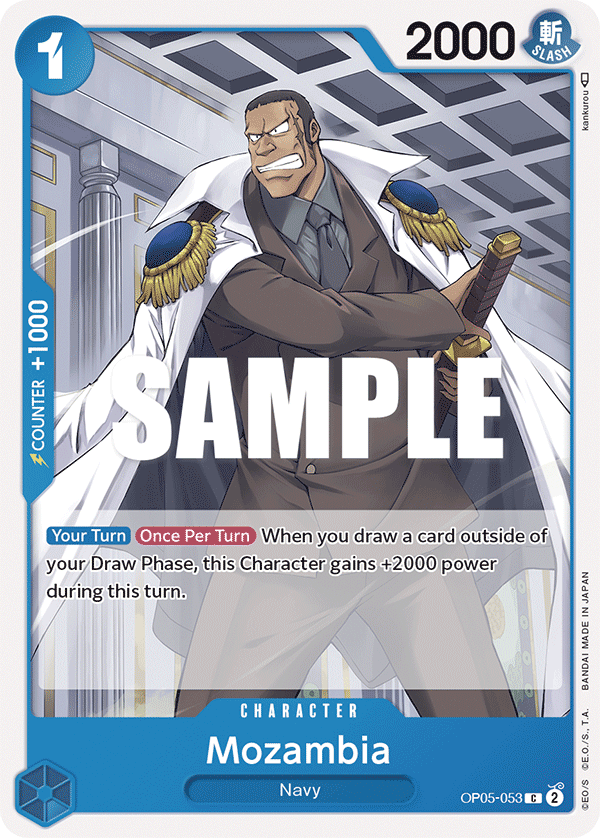 1
2000
斬
SLASH
kankurou
COUNTER +1000
SAMPLE
Your Turn Once Per Turn When you draw a card outside of
your Draw Phase, this Character gains +2000 power
during this turn.
CHARACTER
Mozambia
Navy
OP05-053 C 2
©EO/S ©E.O./S., T.A. BANDAI MADE IN JAPAN